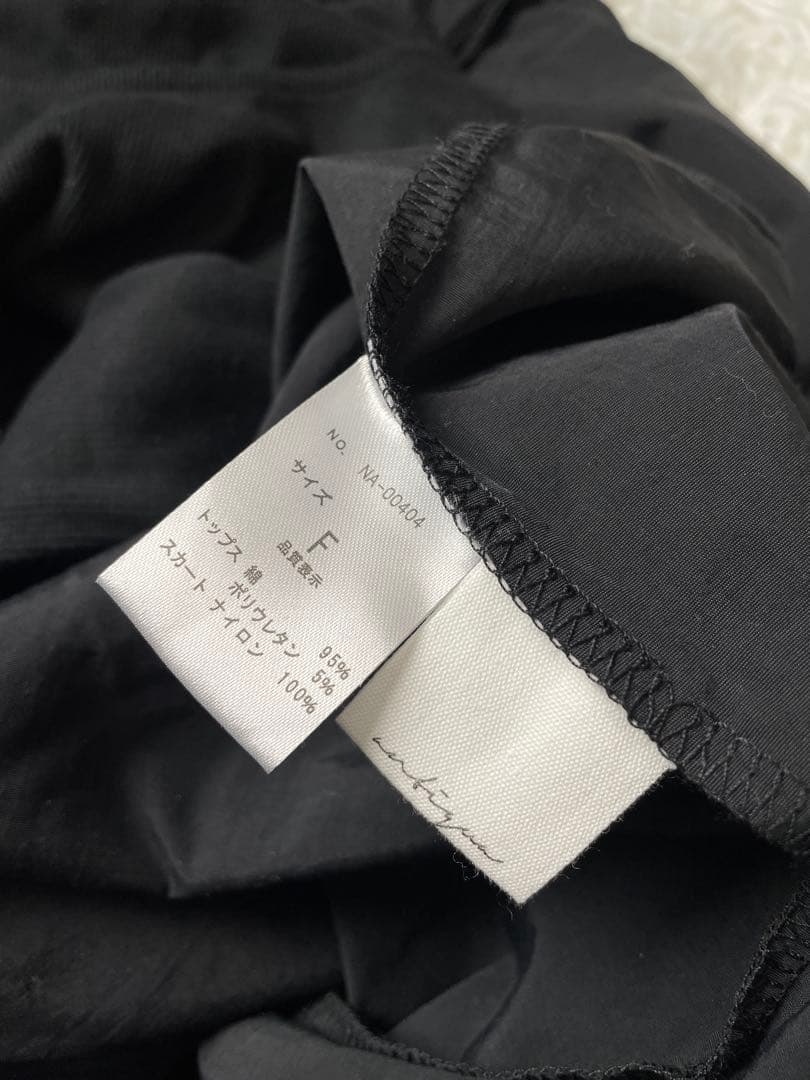 NO. NA-00404
サイズ
F
品質表示
トップス 綿 95%
ポリウレタン 5%
スカート ナイロン 100%
antiqua